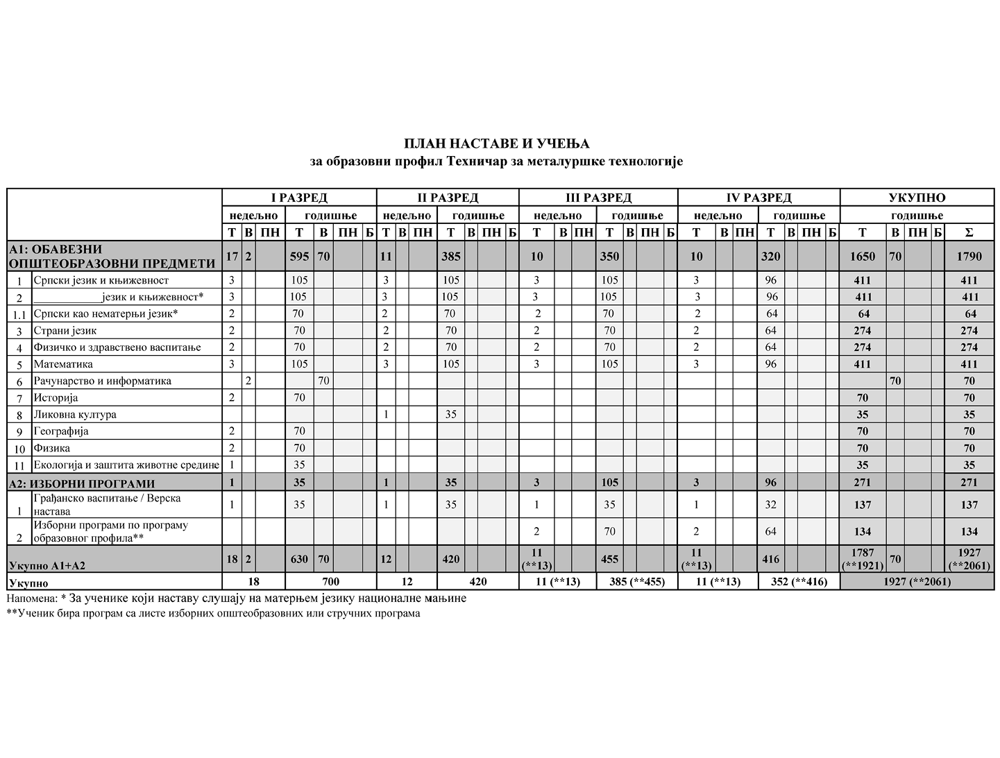 ПЛАН НАСТАВЕ И УЧЕЊА
за образовни профил Техничар за металуршке технологије
I РАЗРЕД II РАЗРЕД III РАЗРЕД IV РАЗРЕД УКУПНО
недељно годишње недељно годишње недељно годишње недељно годишње годишње
Т В ПН Т В ПН Б Т В ПН Т В ПН Б Т В ПН Т В ПН Б Т В ПН Т В ПН Б Т В ПН Б Σ
А1: ОБАВЕЗНИ
ОПШТЕОБРАЗОВНИ ПРЕДМЕТИ 17 2 595 70 11 385 10 350 10 320 1650 70 1790
1 Српски језик и књижевност 3 105 3 105 3 105 3 96 411 411
2 ____________језик и књижевност* 3 105 3 105 3 105 3 96 411 411
1.1 Српски као нематерњи језик* 2 70 2 70 2 70 2 64 64 64
3 Страни језик 2 70 2 70 2 70 2 64 274 274
4 Физичко и здравствено васпитање 2 70 2 70 2 70 2 64 274 274
5 Математика 3 105 3 105 3 105 3 96 411 411
6 Рачунарство и информатика 2 70 70 70
7 Историја 2 70 70 70
8 Ликовна култура 1 35 35 35
9 Географија 2 70 70 70
10 Физика 2 70 70 70
11 Екологија и заштита животне средине 1 35 35 35
А2: ИЗБОРНИ ПРОГРАМИ 1 35 1 35 3 105 3 96 271 271
Грађанско васпитање / Верска
1 настава 1 35 1 35 1 35 1 32 137 137
Изборни програми по програму
2 образовног профила** 2 70 2 64 134 134
Укупно А1+А2 18 2 630 70 12 420 11 (**13) 455 11 (**13) 416 1787 (**1921) 70 1927 (**2061)
Укупно 18 700 12 420 11 (**13) 385 (**455) 11 (**13) 352 (**416) 1927 (**2061)
Напомена: * За ученике који наставу слушају на матерњем језику националне мањине
**Ученик бира програм са листе изборних општеобразовних или стручних програма